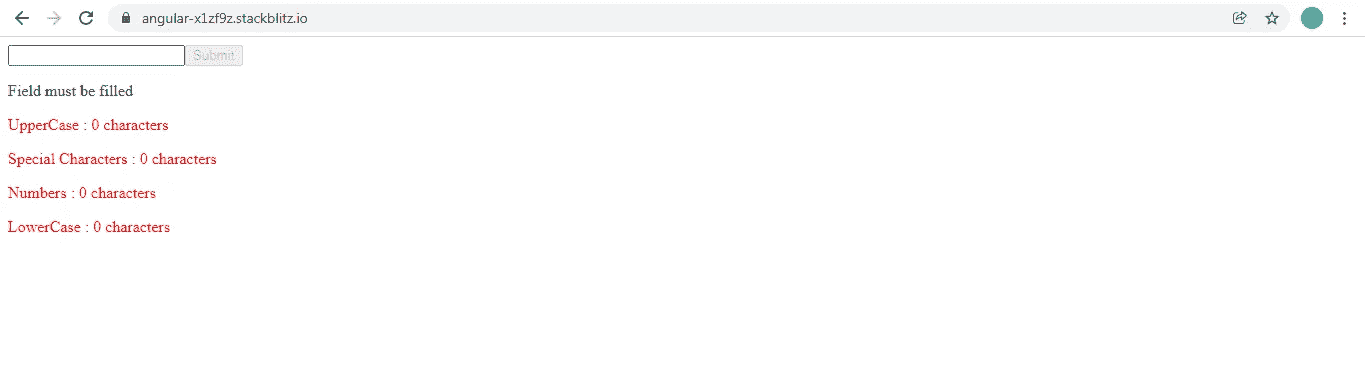 angular-x1zf9z.stackblitz.io
Submit
Field must be filled
UpperCase : 0 characters
Special Characters : 0 characters
Numbers : 0 characters
LowerCase : 0 characters